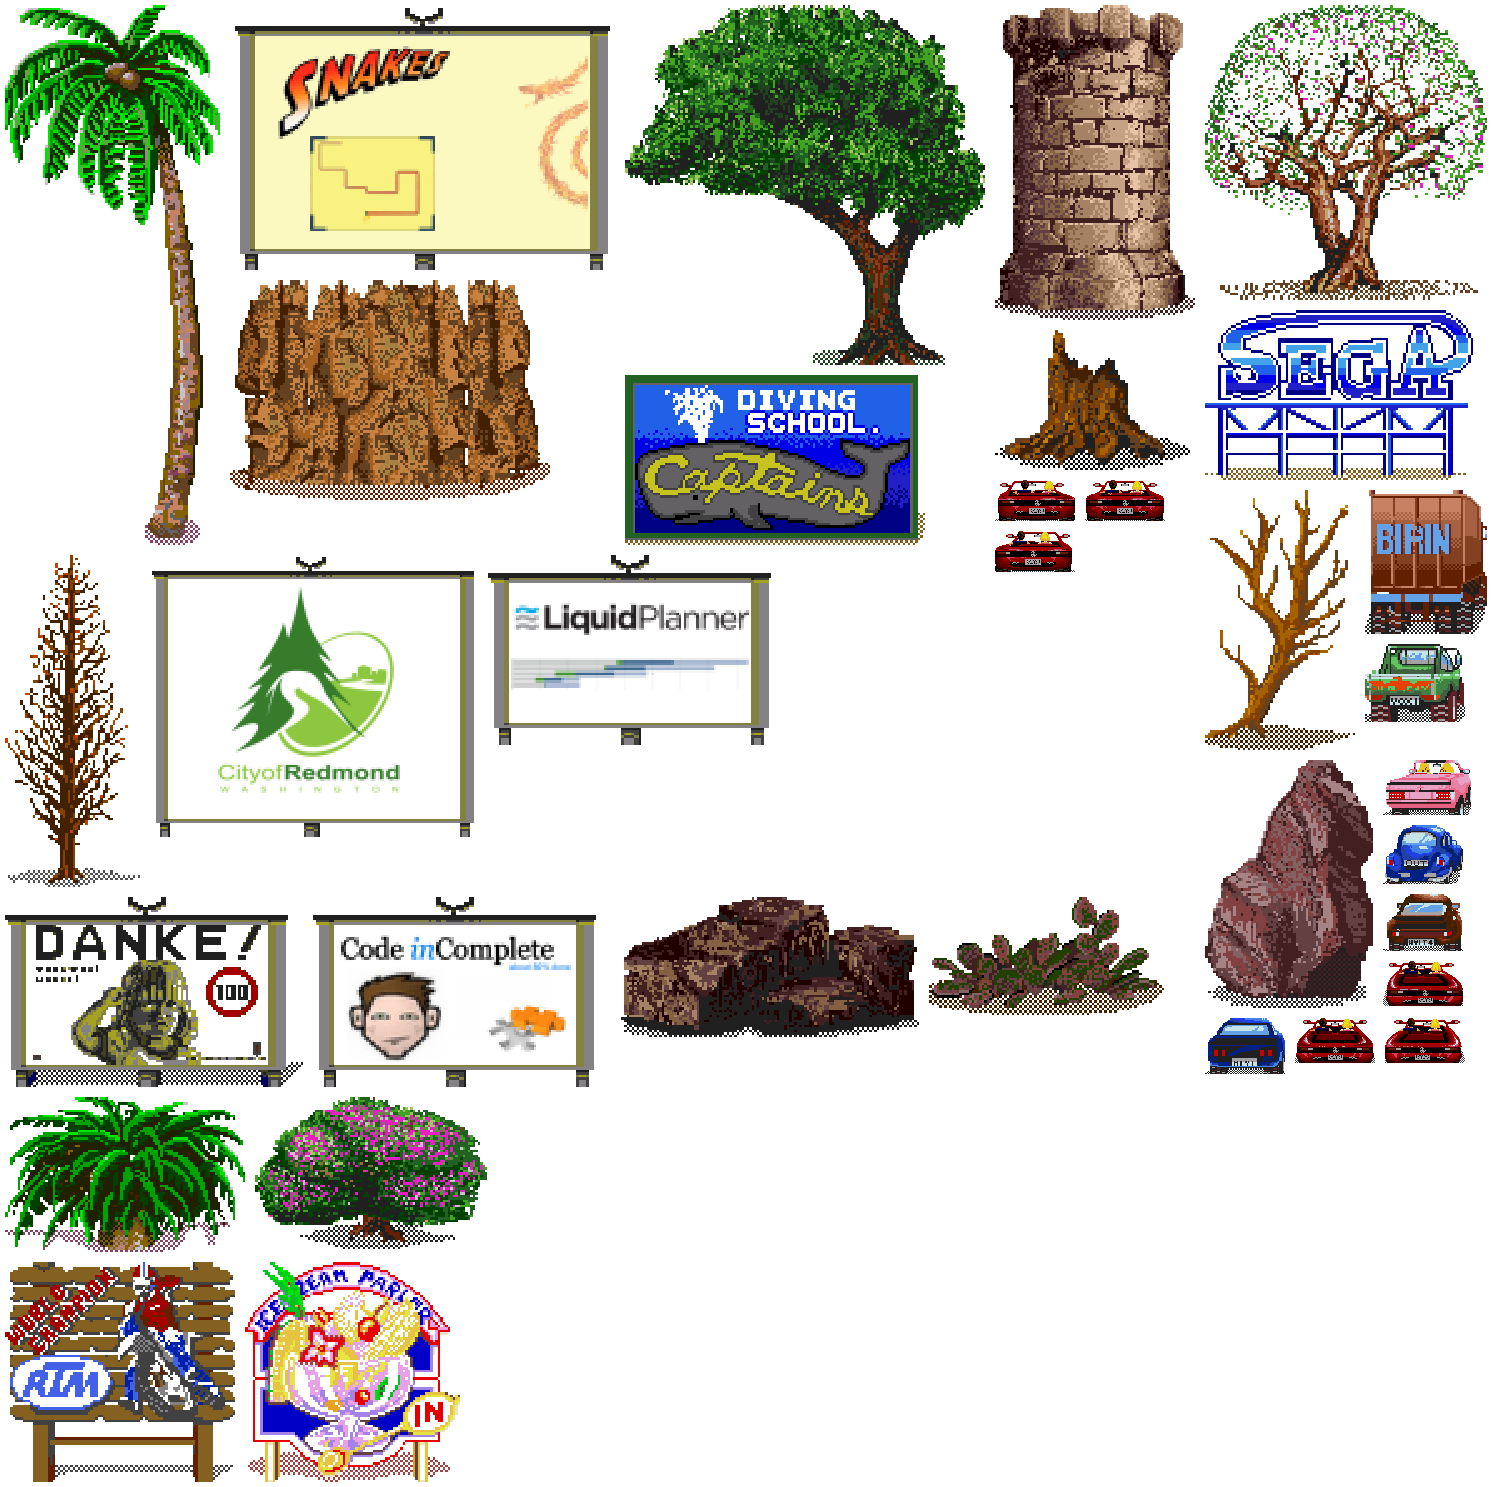 SNAKES
DIVING
SCHOOL.
Captains
SEGA
LiquidPlanner
CityofRedmond
WASHINGTON
DANKE!
100
Code inComplete
WORLD
CHAMPION
RTM
ICE CREAM PARLOR
IN